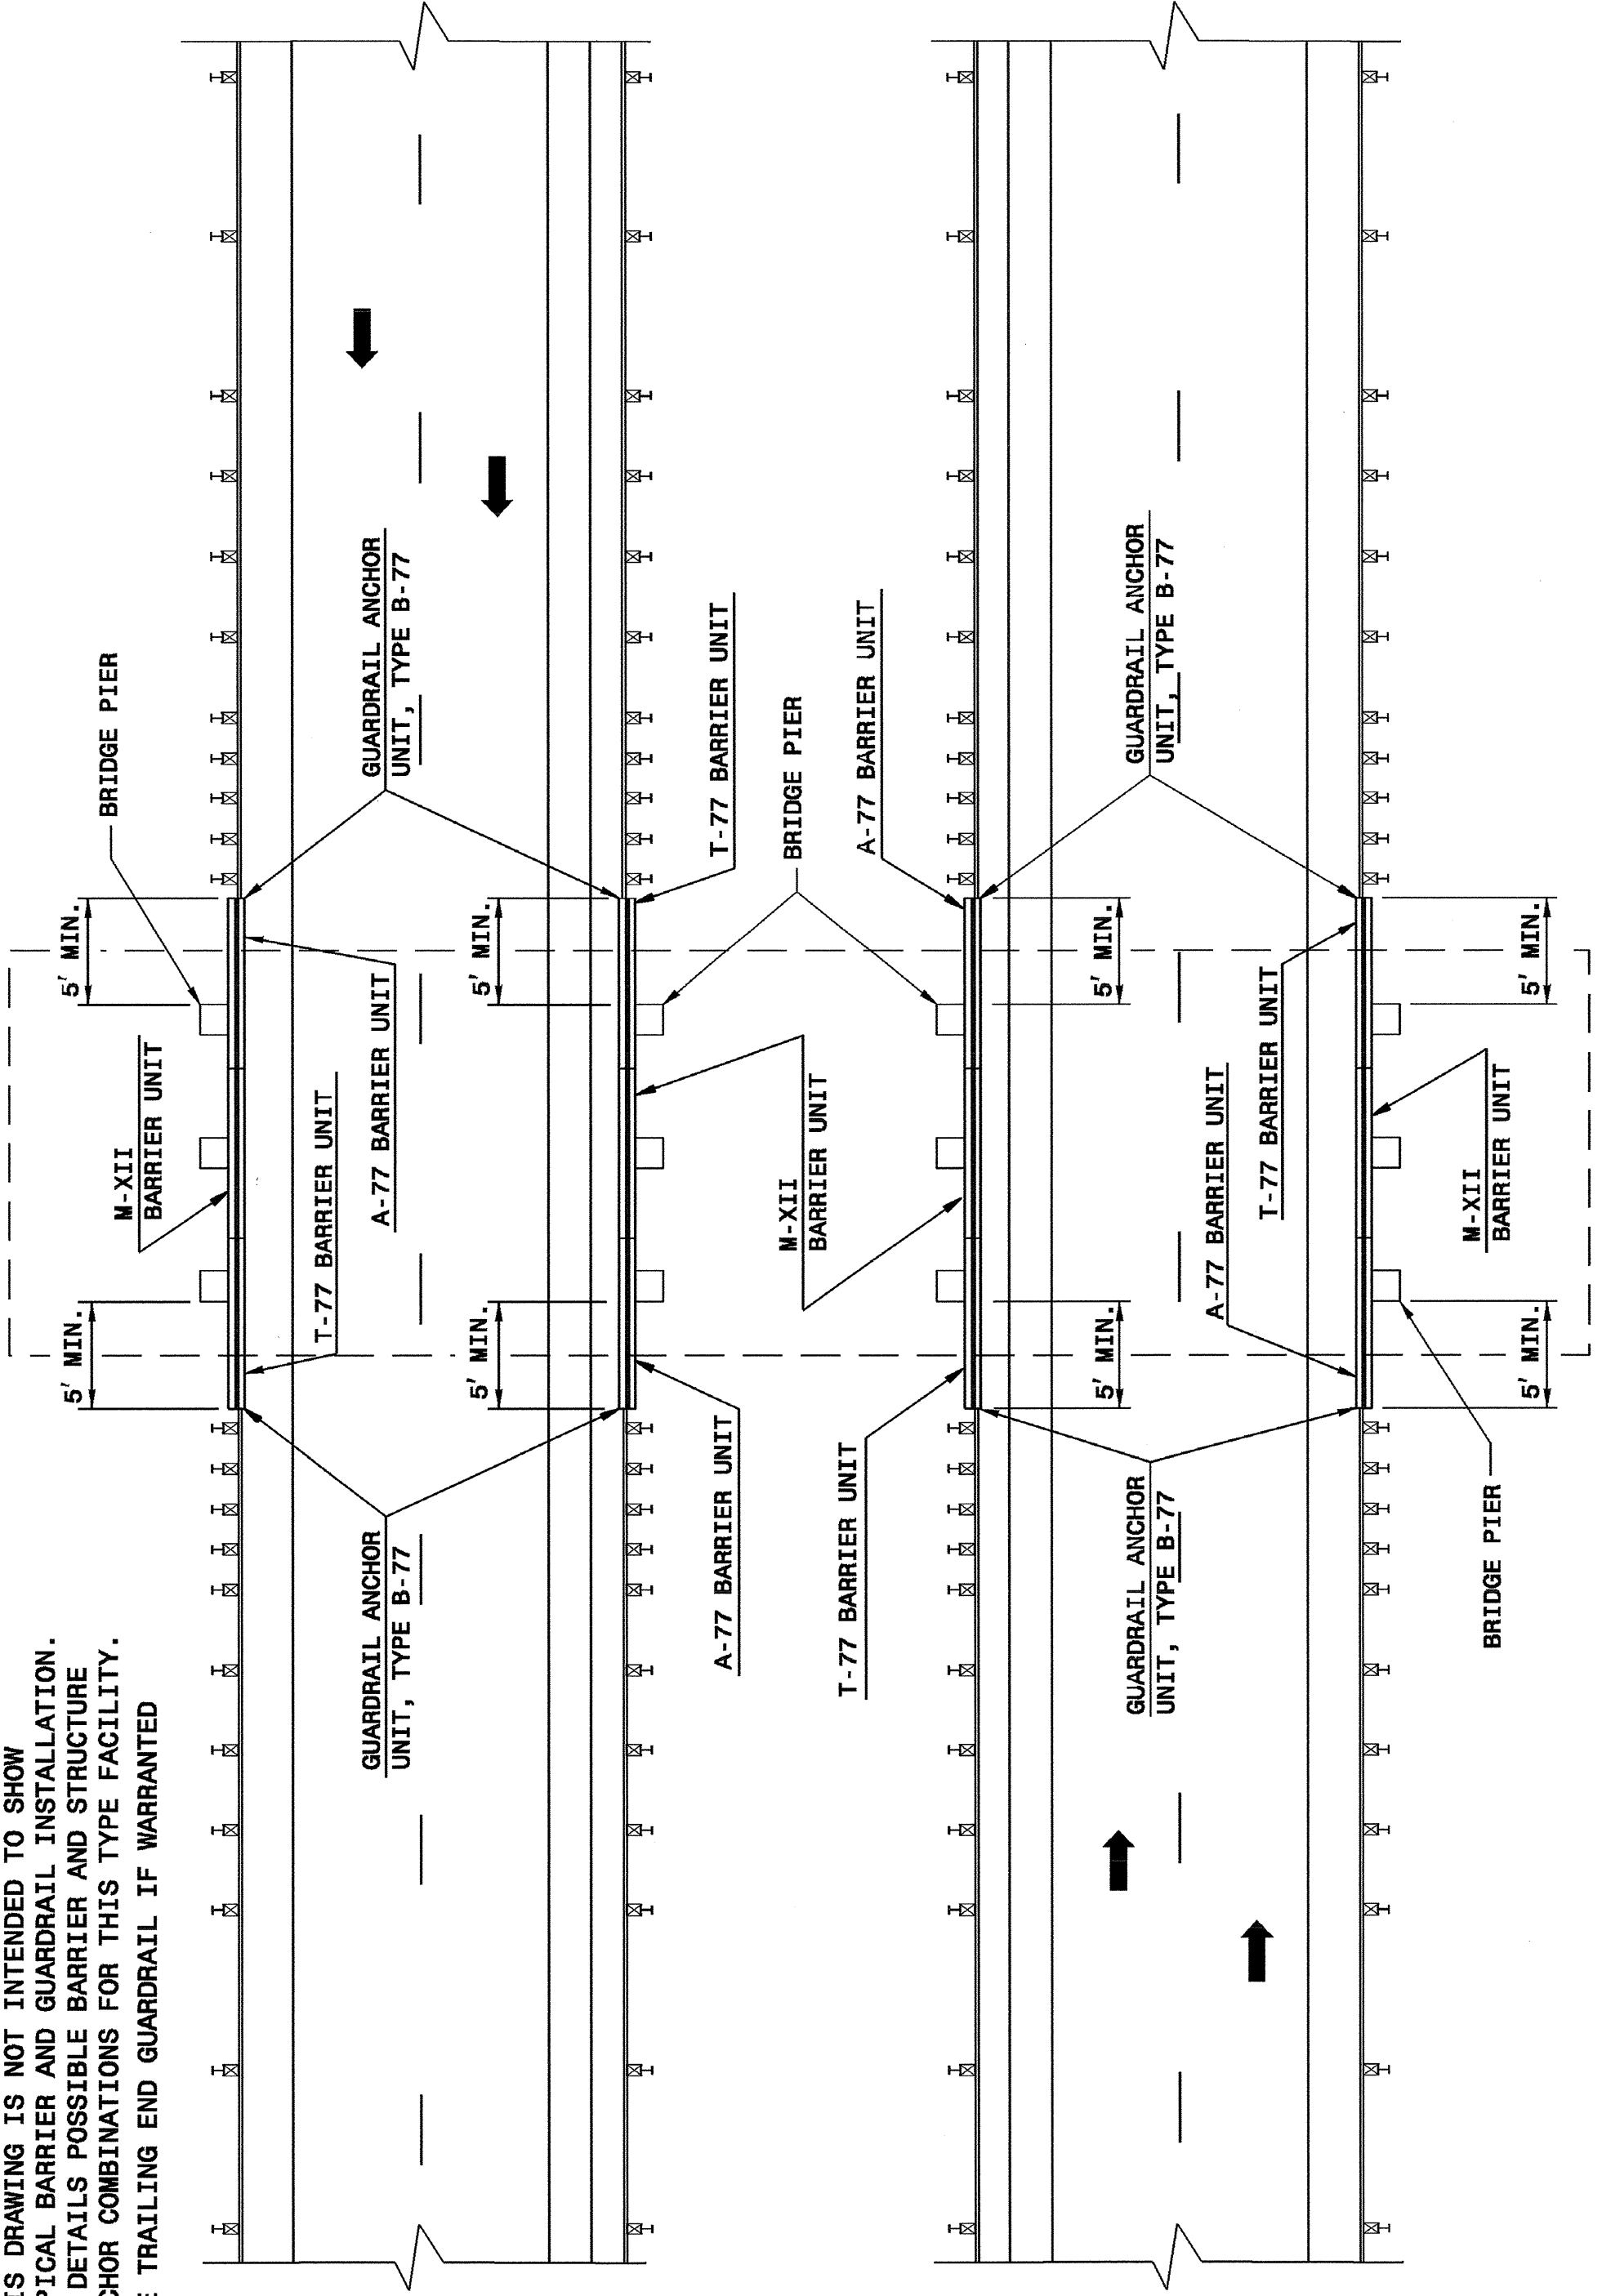 IS DRAWING IS NOT INTENDED TO SHOW
PICAL BARRIER AND GUARDRAIL INSTALLATION.
DETAILS POSSIBLE BARRIER AND STRUCTURE
CHOR COMBINATIONS FOR THIS TYPE FACILITY.
TRAILING END GUARDRAIL IF WARRANTED
5' MIN.
M-XII
BARRIER UNIT
5' MIN.
BRIDGE PIER
T-77 BARRIER UNIT
A-77 BARRIER UNIT
GUARDRAIL ANCHOR
UNIT, TYPE B-77
GUARDRAIL ANCHOR
UNIT, TYPE B-77
5' MIN.
5' MIN.
A-77 BARRIER UNIT
T-77 BARRIER UNIT
M-XII
BARRIER UNIT
BRIDGE PIER
T-77 BARRIER UNIT
A-77 BARRIER UNIT
5' MIN.
5' MIN.
GUARDRAIL ANCHOR
UNIT, TYPE B-77
GUARDRAIL ANCHOR
UNIT, TYPE B-77
A-77 BARRIER UNIT
T-77 BARRIER UNIT
BRIDGE PIER
5' MIN.
M-XII
BARRIER UNIT
5' MIN.